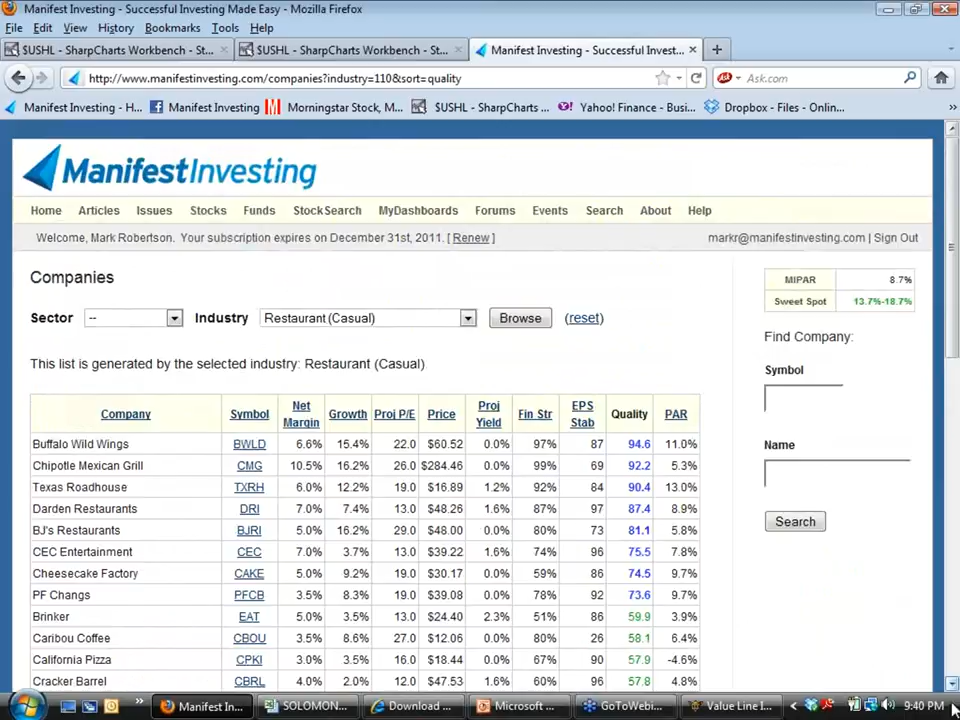 Manifest Investing - Successful Investing Made Easy - Mozilla Firefox
File Edit View History Bookmarks Tools Help
$USHL - SharpCharts Workbench - St... $USHL - SharpCharts Workbench - St... Manifest Investing - Successful Invest...
http://www.manifestinvesting.com/companies?industry=110&sort=quality Ask.com
Manifest Investing - H... Manifest Investing Morningstar Stock, M... $USHL - SharpCharts ... Yahoo! Finance - Busi... Dropbox - Files - Onlin...
ManifestInvesting
Home Articles Issues Stocks Funds StockSearch MyDashboards Forums Events Search About Help
Welcome, Mark Robertson. Your subscription expires on December 31st, 2011. [ Renew ] markr@manifestinvesting.com | Sign Out
Companies
MIPAR 8.7%
Sweet Spot 13.7%-18.7%
Sector -- Industry Restaurant (Casual) Browse (reset)
Find Company:
This list is generated by the selected industry: Restaurant (Casual)
Symbol
Name
Search
Company Symbol Net Margin Growth Proj P/E Price Proj Yield Fin Str EPS Stab Quality PAR
Buffalo Wild Wings BWLD 6.6% 15.4% 22.0 $60.52 0.0% 97% 87 94.6 11.0%
Chipotle Mexican Grill CMG 10.5% 16.2% 26.0 $284.46 0.0% 99% 69 92.2 5.3%
Texas Roadhouse TXRH 6.0% 12.2% 19.0 $16.89 1.2% 92% 84 90.4 13.0%
Darden Restaurants DRI 7.0% 7.4% 16.0 $48.26 1.6% 87% 97 87.4 8.9%
BJ's Restaurants BJRI 5.0% 16.2% 29.0 $48.00 0.0% 80% 73 81.1 5.8%
CEC Entertainment CEC 7.0% 3.7% 13.0 $39.22 1.6% 74% 96 75.5 7.8%
Cheesecake Factory CAKE 5.0% 9.2% 19.0 $30.17 0.0% 59% 86 74.5 9.7%
PF Changs PFCB 3.5% 8.3% 19.0 $39.08 0.0% 78% 92 73.6 9.7%
Brinker EAT 5.0% 3.5% 13.0 $24.40 2.3% 51% 86 59.9 3.9%
Caribou Coffee CBOU 3.5% 8.6% 27.0 $12.06 0.0% 80% 26 58.1 6.4%
California Pizza CPKI 3.0% 3.5% 16.0 $18.44 0.0% 67% 90 57.9 -4.6%
Cracker Barrel CBRL 4.0% 2.0% 12.0 $47.53 1.6% 60% 96 57.8 4.8%
Manifest In... SOLOMON... Download ... Microsoft ... GoToWebi... Value Line I... 9:40 PM